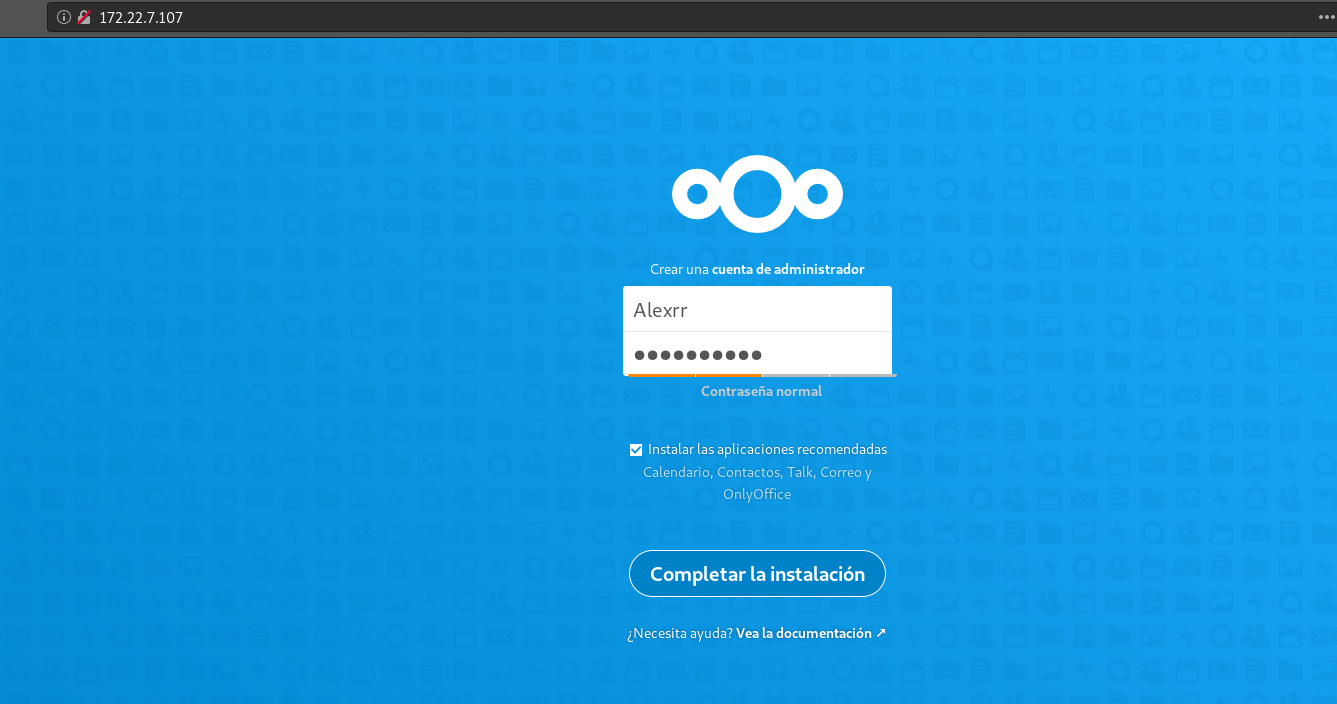 172.22.7.107
Crear una cuenta de administrador
Alexrr
●●●●●●●●●●
Contraseña normal
Instalar las aplicaciones recomendadas
Calendario, Contactos, Talk, Correo y
OnlyOffice
Completar la instalación
¿Necesita ayuda? Vea la documentación ↗